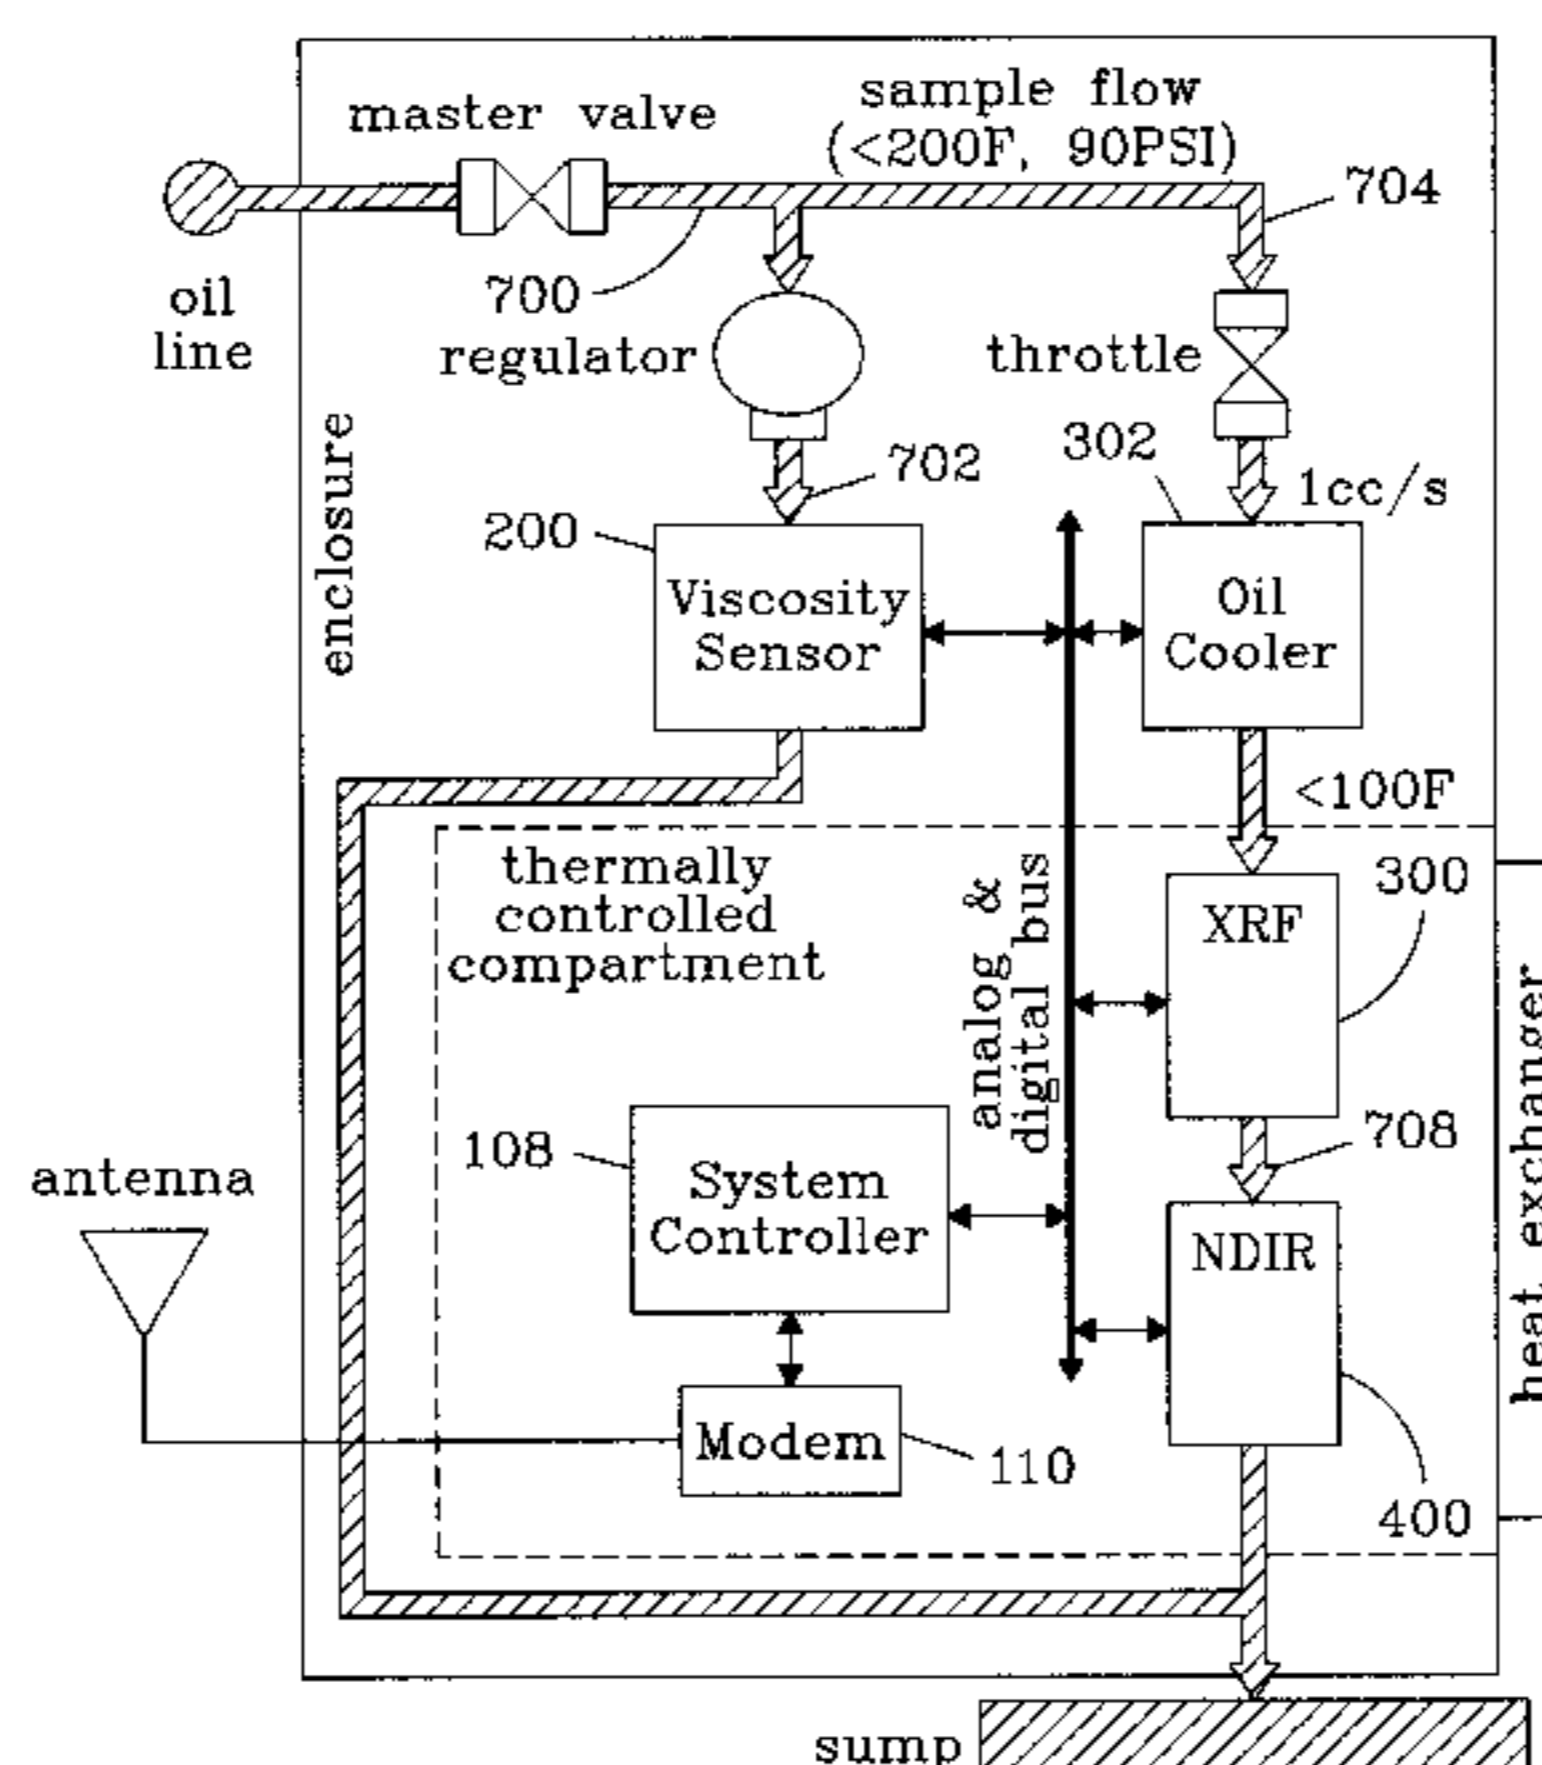 sample flow
master valve
(<200F, 90PSI)
704
700
oil
line
regulator
throttle
302
702
1cc/s
200
enclosure
Viscosity
Sensor
Oil
Cooler
<100F
thermally
controlled
compartment
analog &
digital bus
300
XRF
708
108
antenna
System
Controller
heat exchanger
NDIR
Modem
110
400
sump